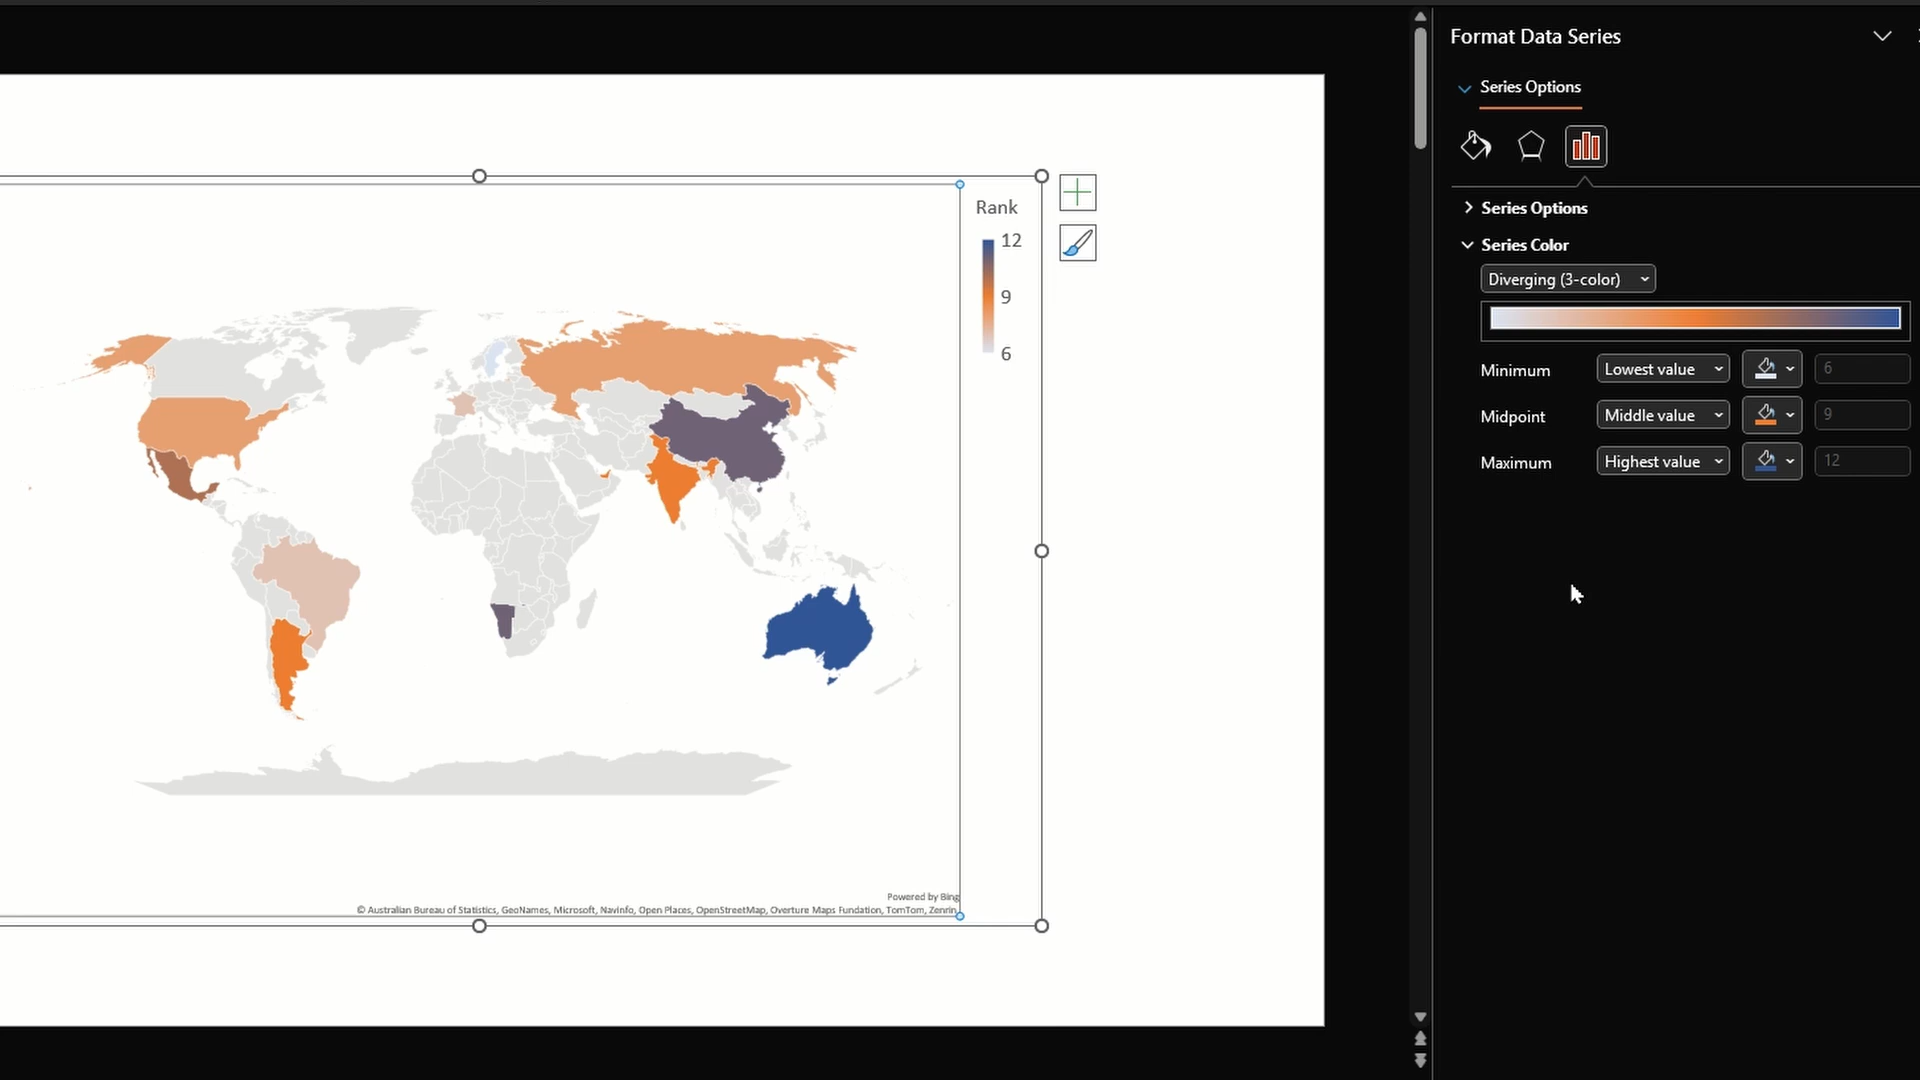 Format Data Series
Series Options
Series Options
Series Color
Diverging (3-color)
Minimum Lowest value 6
Midpoint Middle value 9
Maximum Highest value 12
Rank
12
9
6
Powered by Bing
© Australian Bureau of Statistics, GeoNames, Microsoft, Navinfo, Open Places, OpenStreetMap, Overture Maps Fundation, TomTom, Zenrin